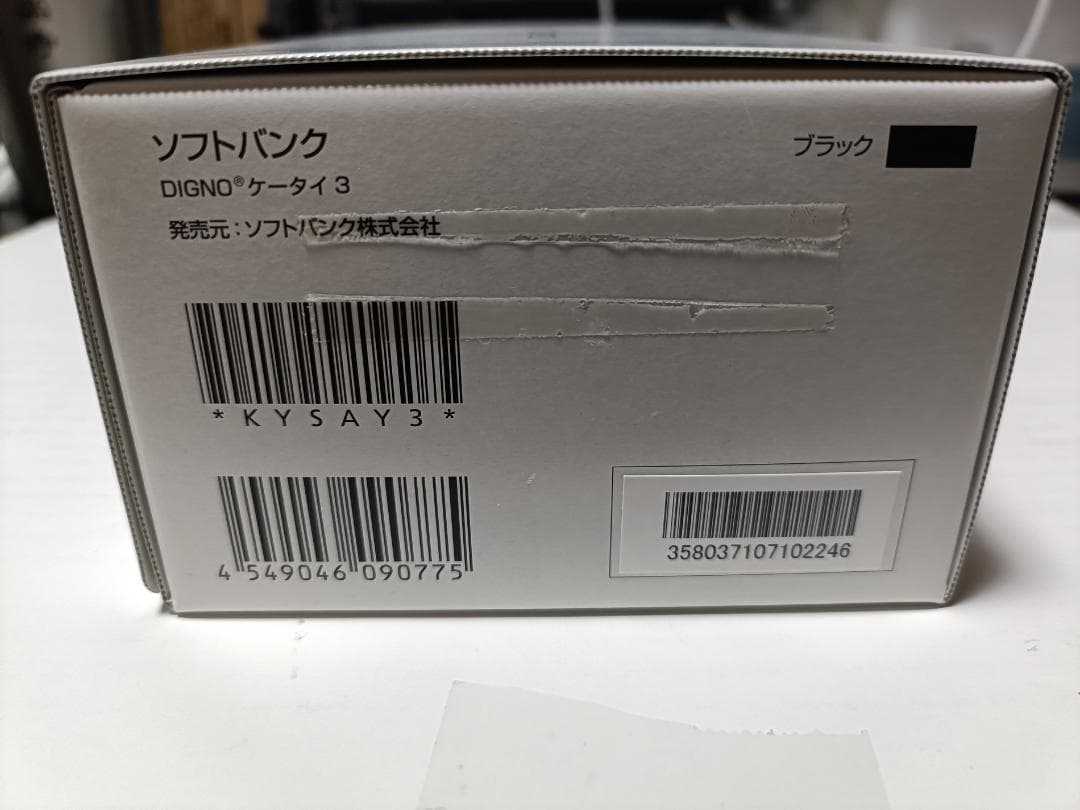 ソフトバンク
ブラック
DIGNO®ケータイ3
発売元:ソフトバンク株式会社
*KYSAY3*
4 549046 090775
358037107102246